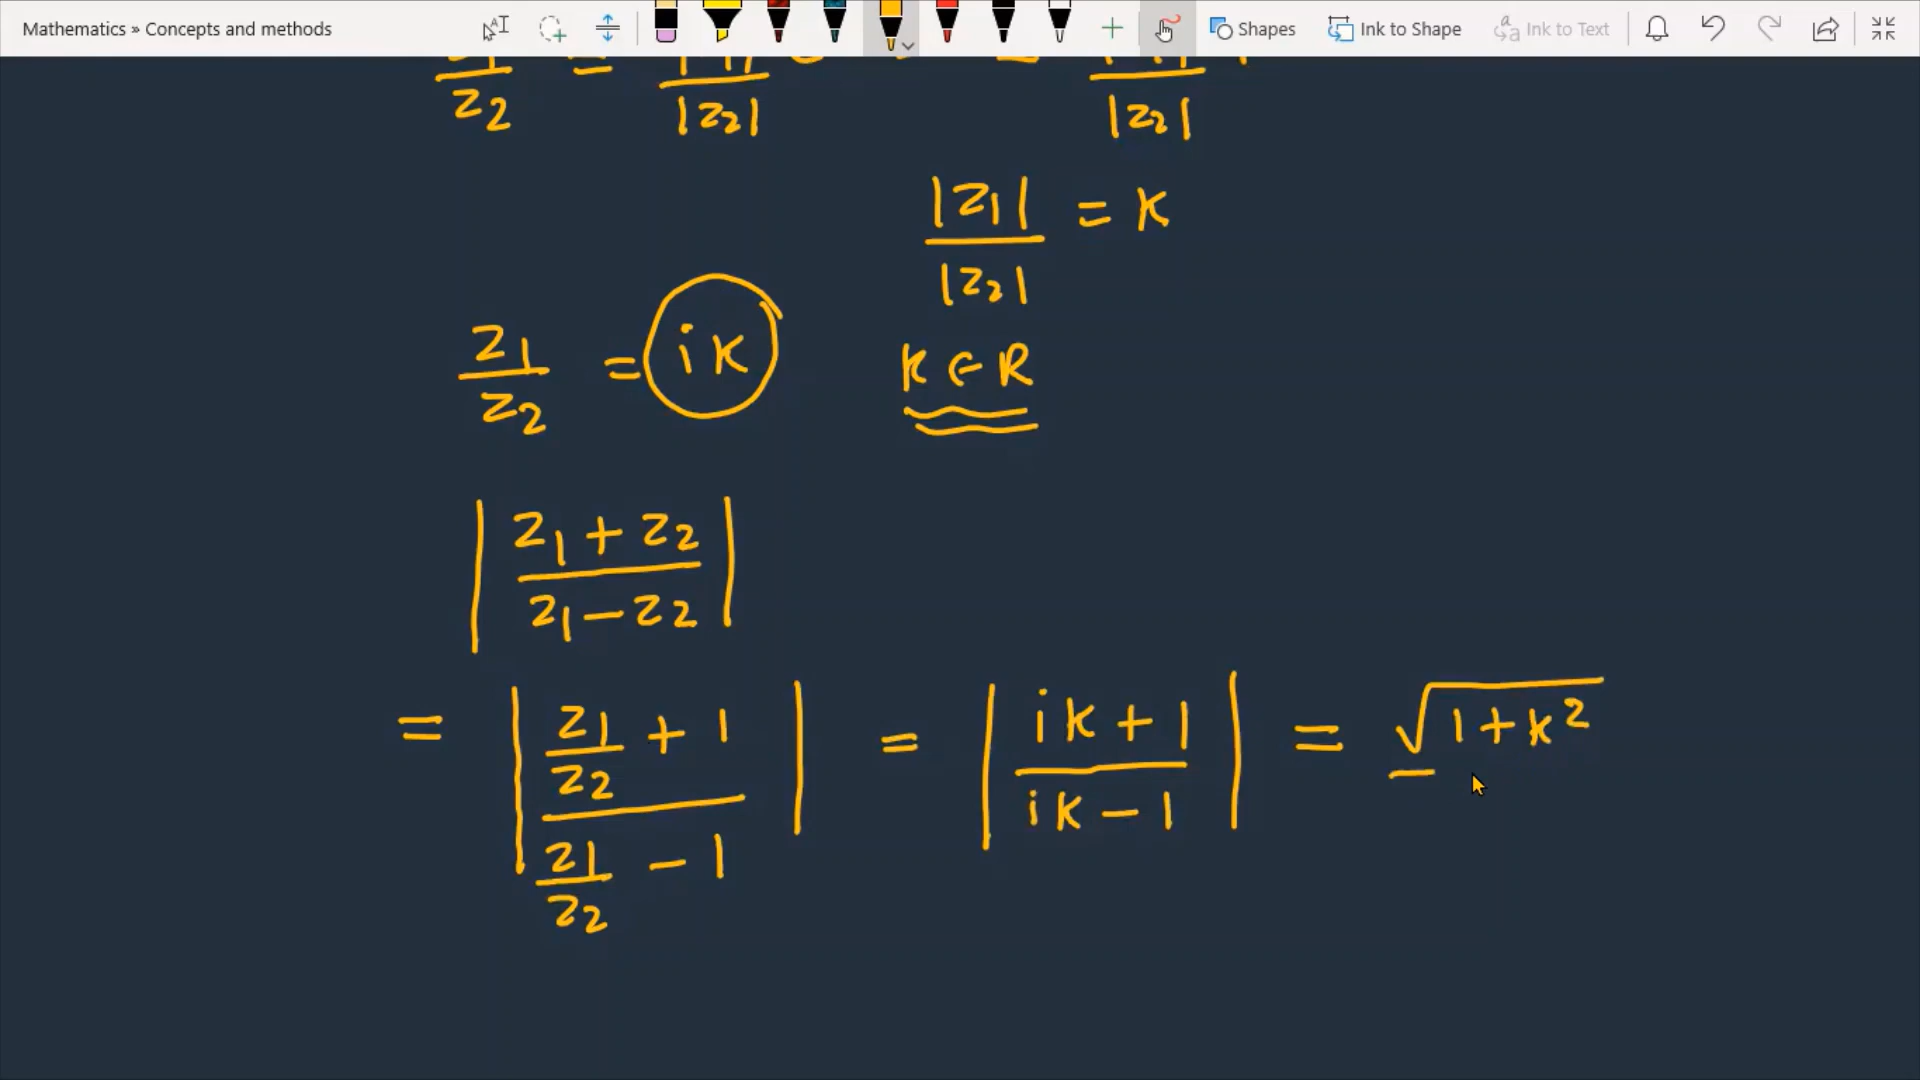 Mathematics » Concepts and methods
Shapes
Ink to Shape
Ink to Text
z2 = |z2| = |z2|
|z1| / |z2| = K
z1 / z2 = iK
K ∈ R
| (z1 + z2) / (z1 − z2) |
= | (z1/z2 + 1) / (z1/z2 − 1) | = | (iK + 1) / (iK − 1) | = √(1 + K²)